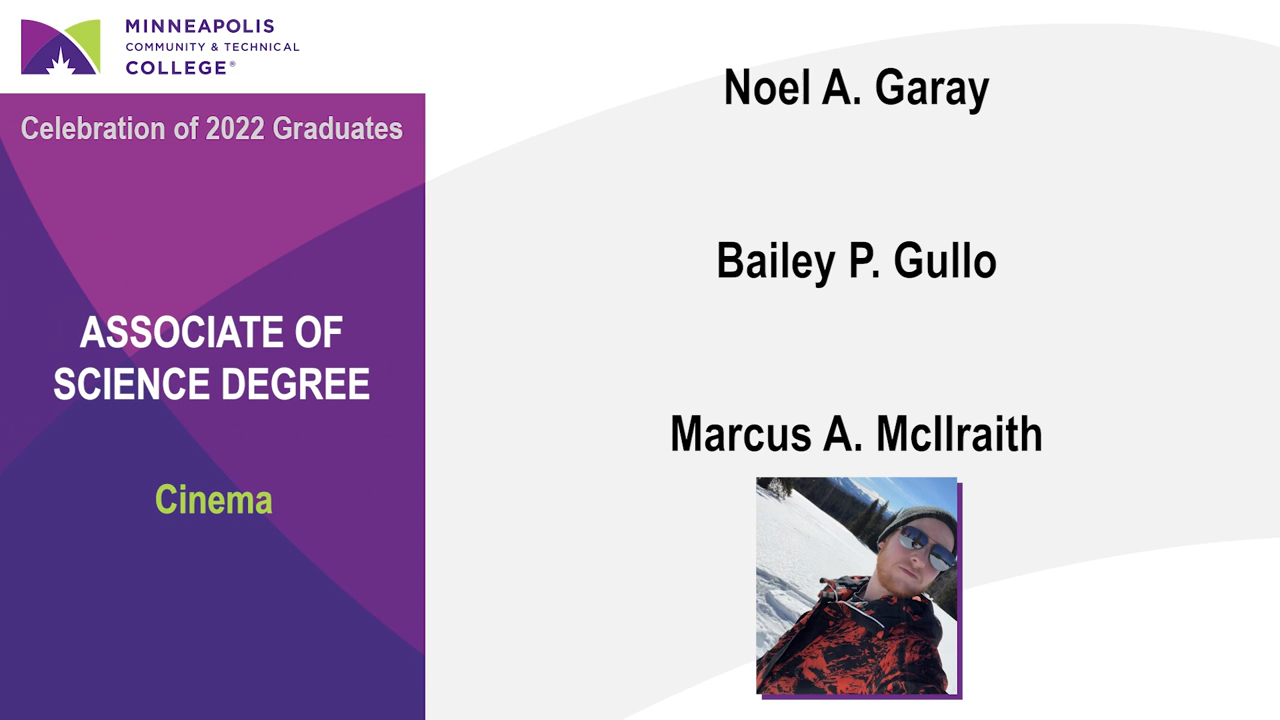 MINNEAPOLIS
COMMUNITY & TECHNICAL
COLLEGE®
Celebration of 2022 Graduates
ASSOCIATE OF
SCIENCE DEGREE
Cinema
Noel A. Garay
Bailey P. Gullo
Marcus A. McIlraith